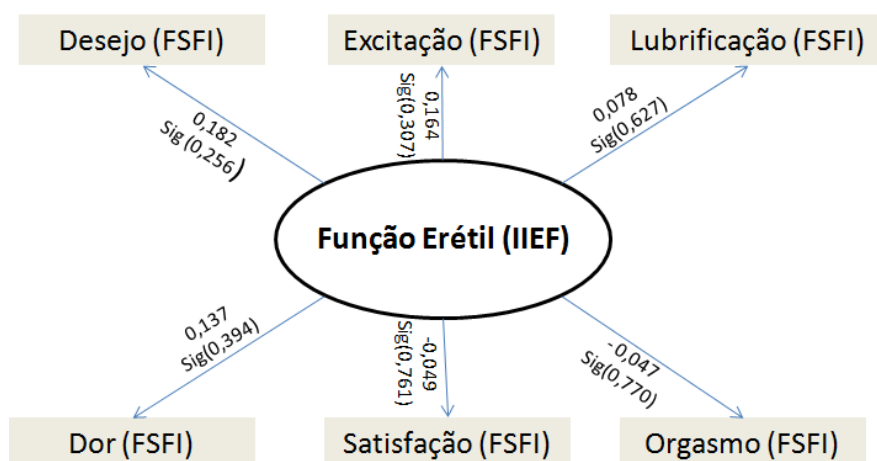 Desejo (FSFI)
Excitação (FSFI)
Lubrificação (FSFI)
0,182
Sig (0,256)
0,164
Sig(0,307)
0,078
Sig(0,627)
Função Erétil (IIEF)
0,137
Sig(0,394)
-0,049
Sig(0,761)
-0,047
Sig(0,770)
Dor (FSFI)
Satisfação (FSFI)
Orgasmo (FSFI)